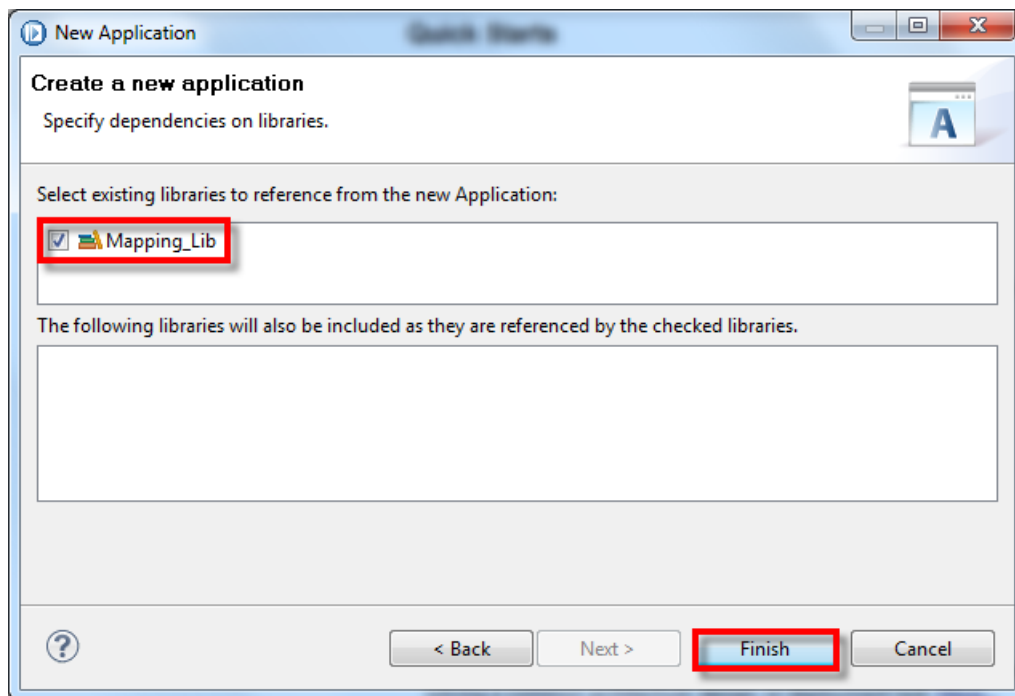 New Application
Quick Starts
Create a new application
Specify dependencies on libraries.
A
Select existing libraries to reference from the new Application:
Mapping_Lib
The following libraries will also be included as they are referenced by the checked libraries.
?
< Back
Next >
Finish
Cancel